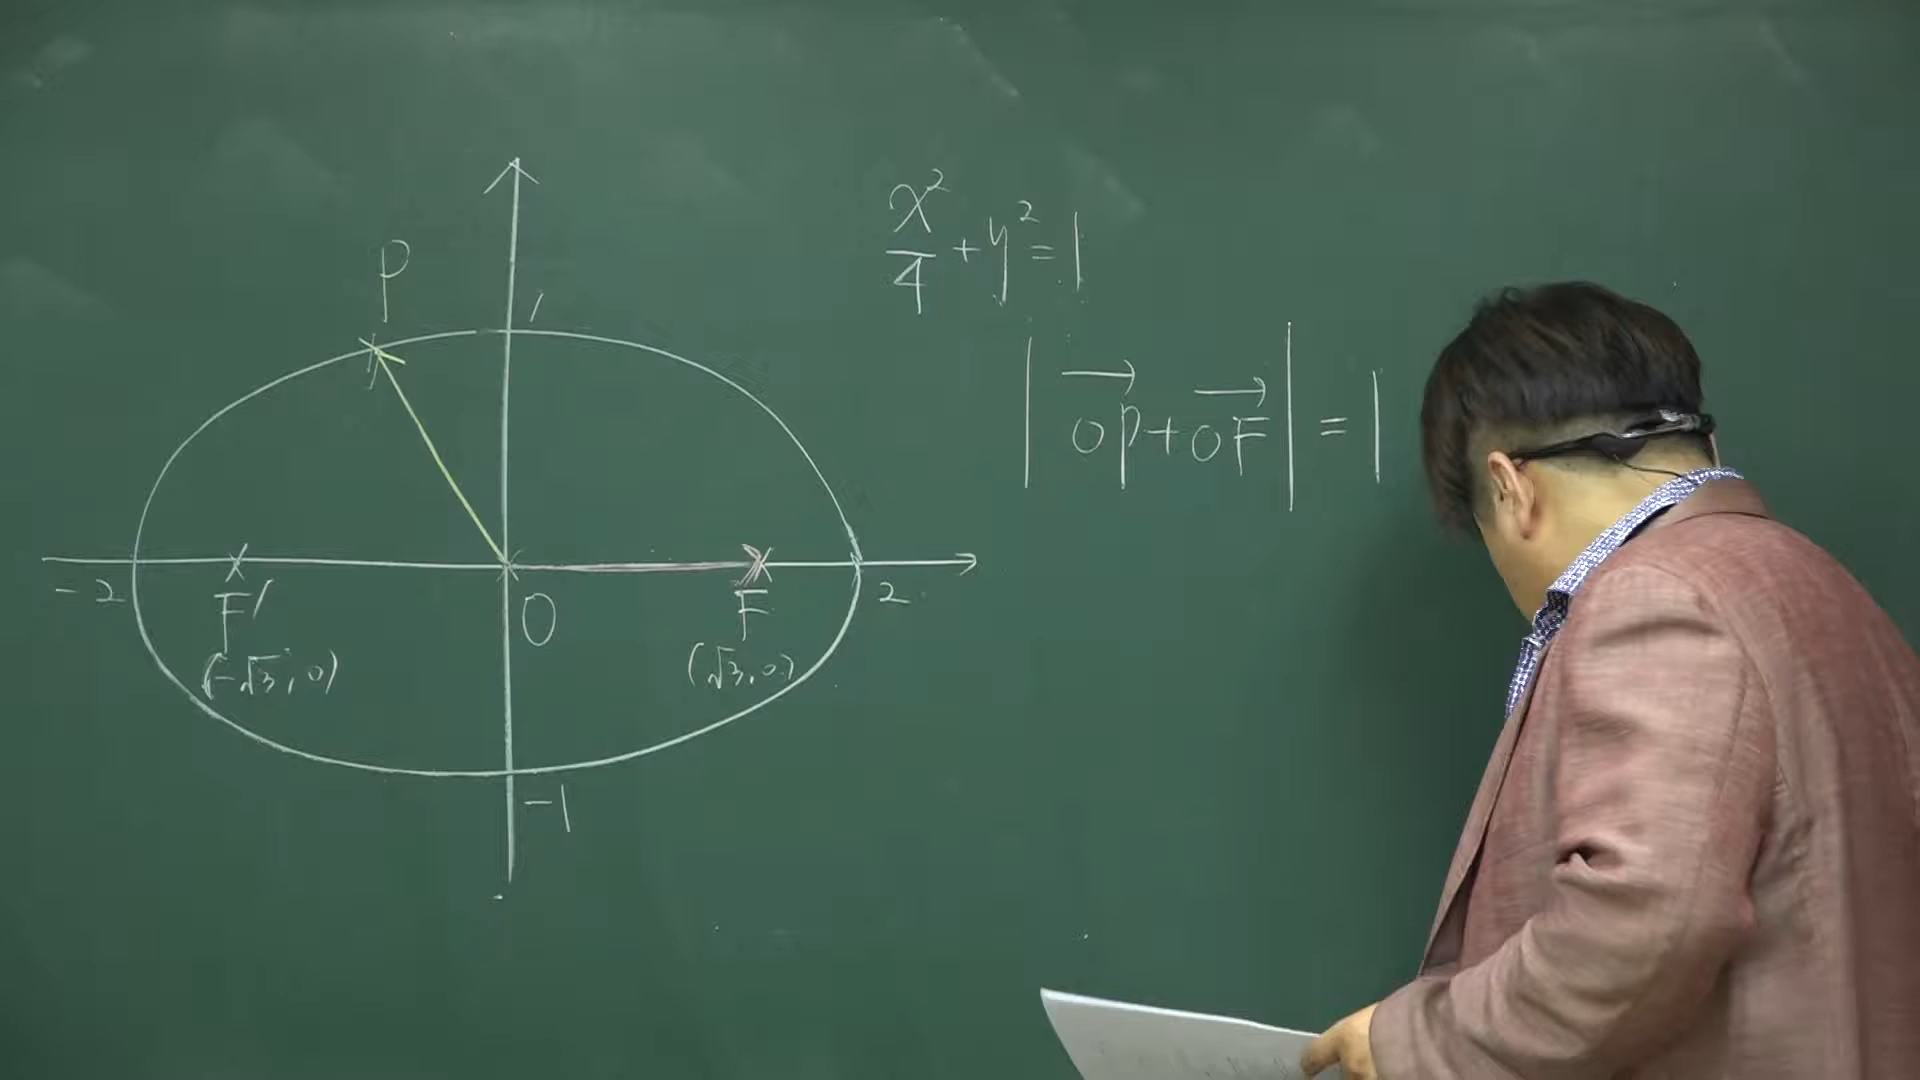 x²/4 + y² = 1
P
1
| →OP + →OF | = 1
-2
F'
O
F
2
(-√3, 0)
(√3, 0)
-1